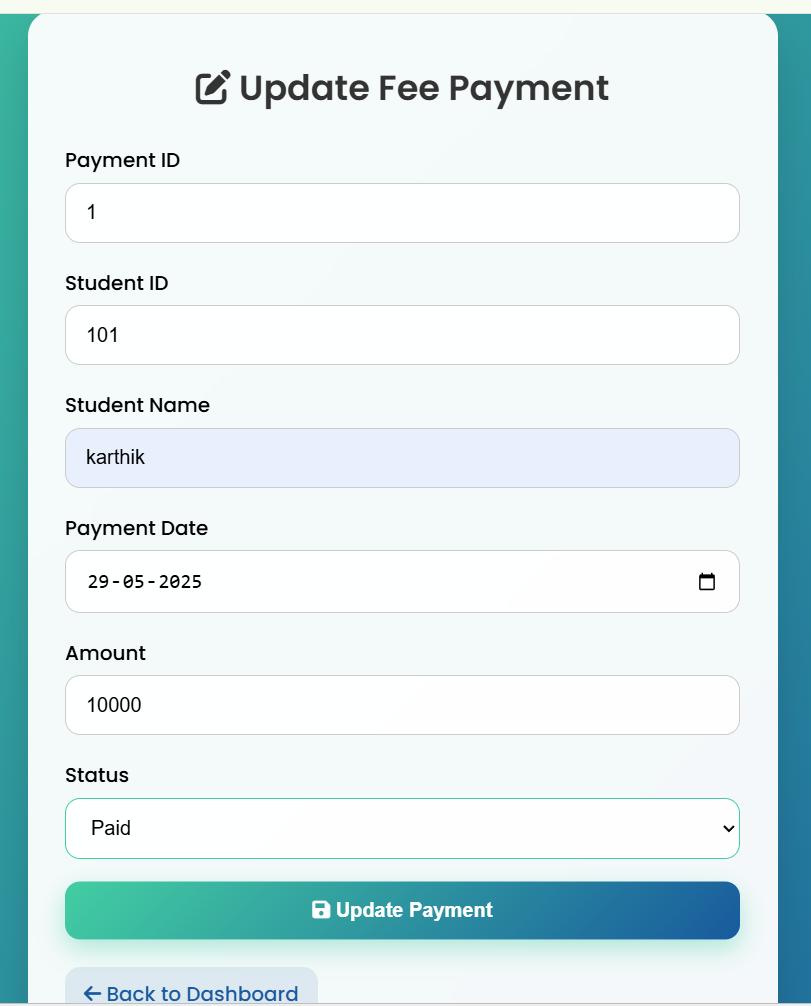 Update Fee Payment
Payment ID
1
Student ID
101
Student Name
karthik
Payment Date
29-05-2025
Amount
10000
Status
Paid
Update Payment
Back to Dashboard